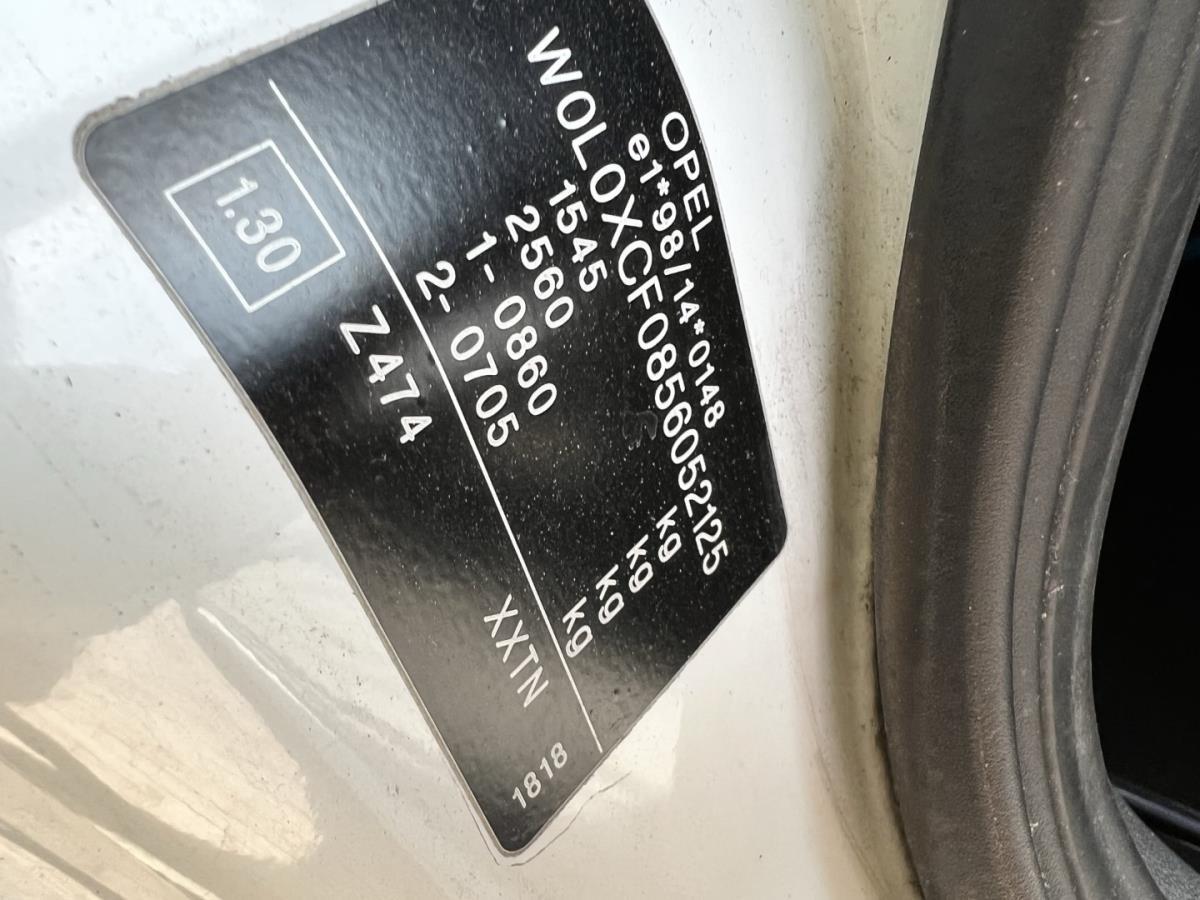 OPEL
e1*98/14*0148
W0L0XCF0856052125
1545 kg
2560 kg
1- 0860 kg
2- 0705 kg
1.30 Z474 XXTN 1818